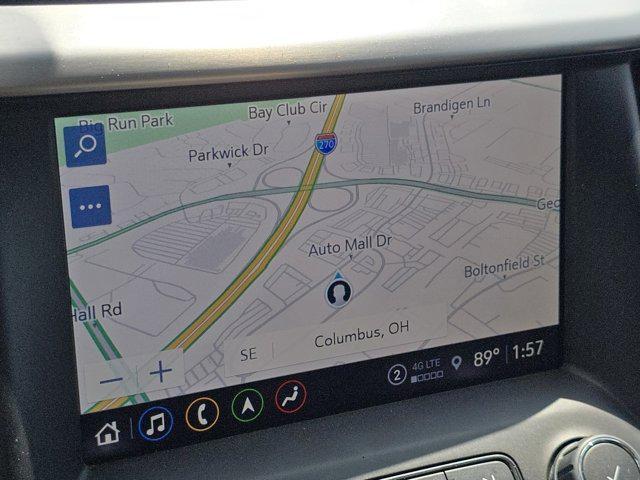 Big Run Park
Bay Club Cir
Brandigen Ln
270
Parkwick Dr
Geo
Auto Mall Dr
Boltonfield St
Hall Rd
SE
Columbus, OH
2
4G LTE
89°
1:57